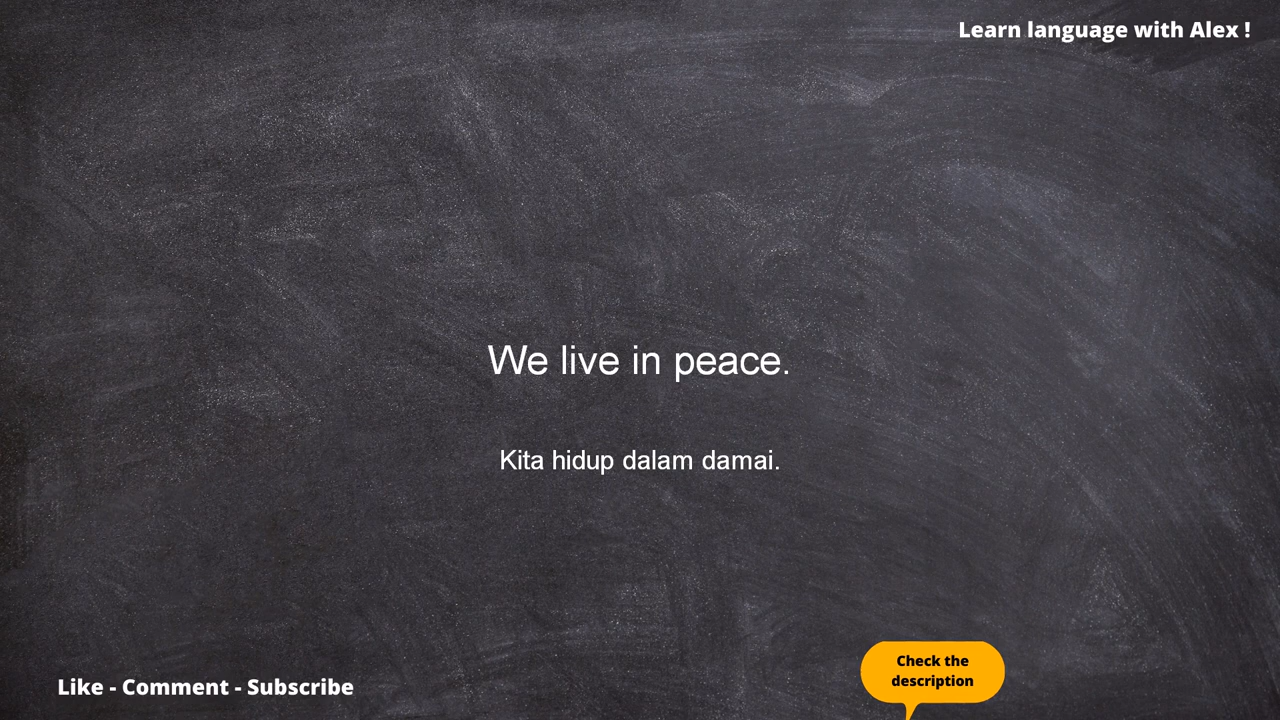 Learn language with Alex !
We live in peace.
Kita hidup dalam damai.
Check the
description
Like - Comment - Subscribe